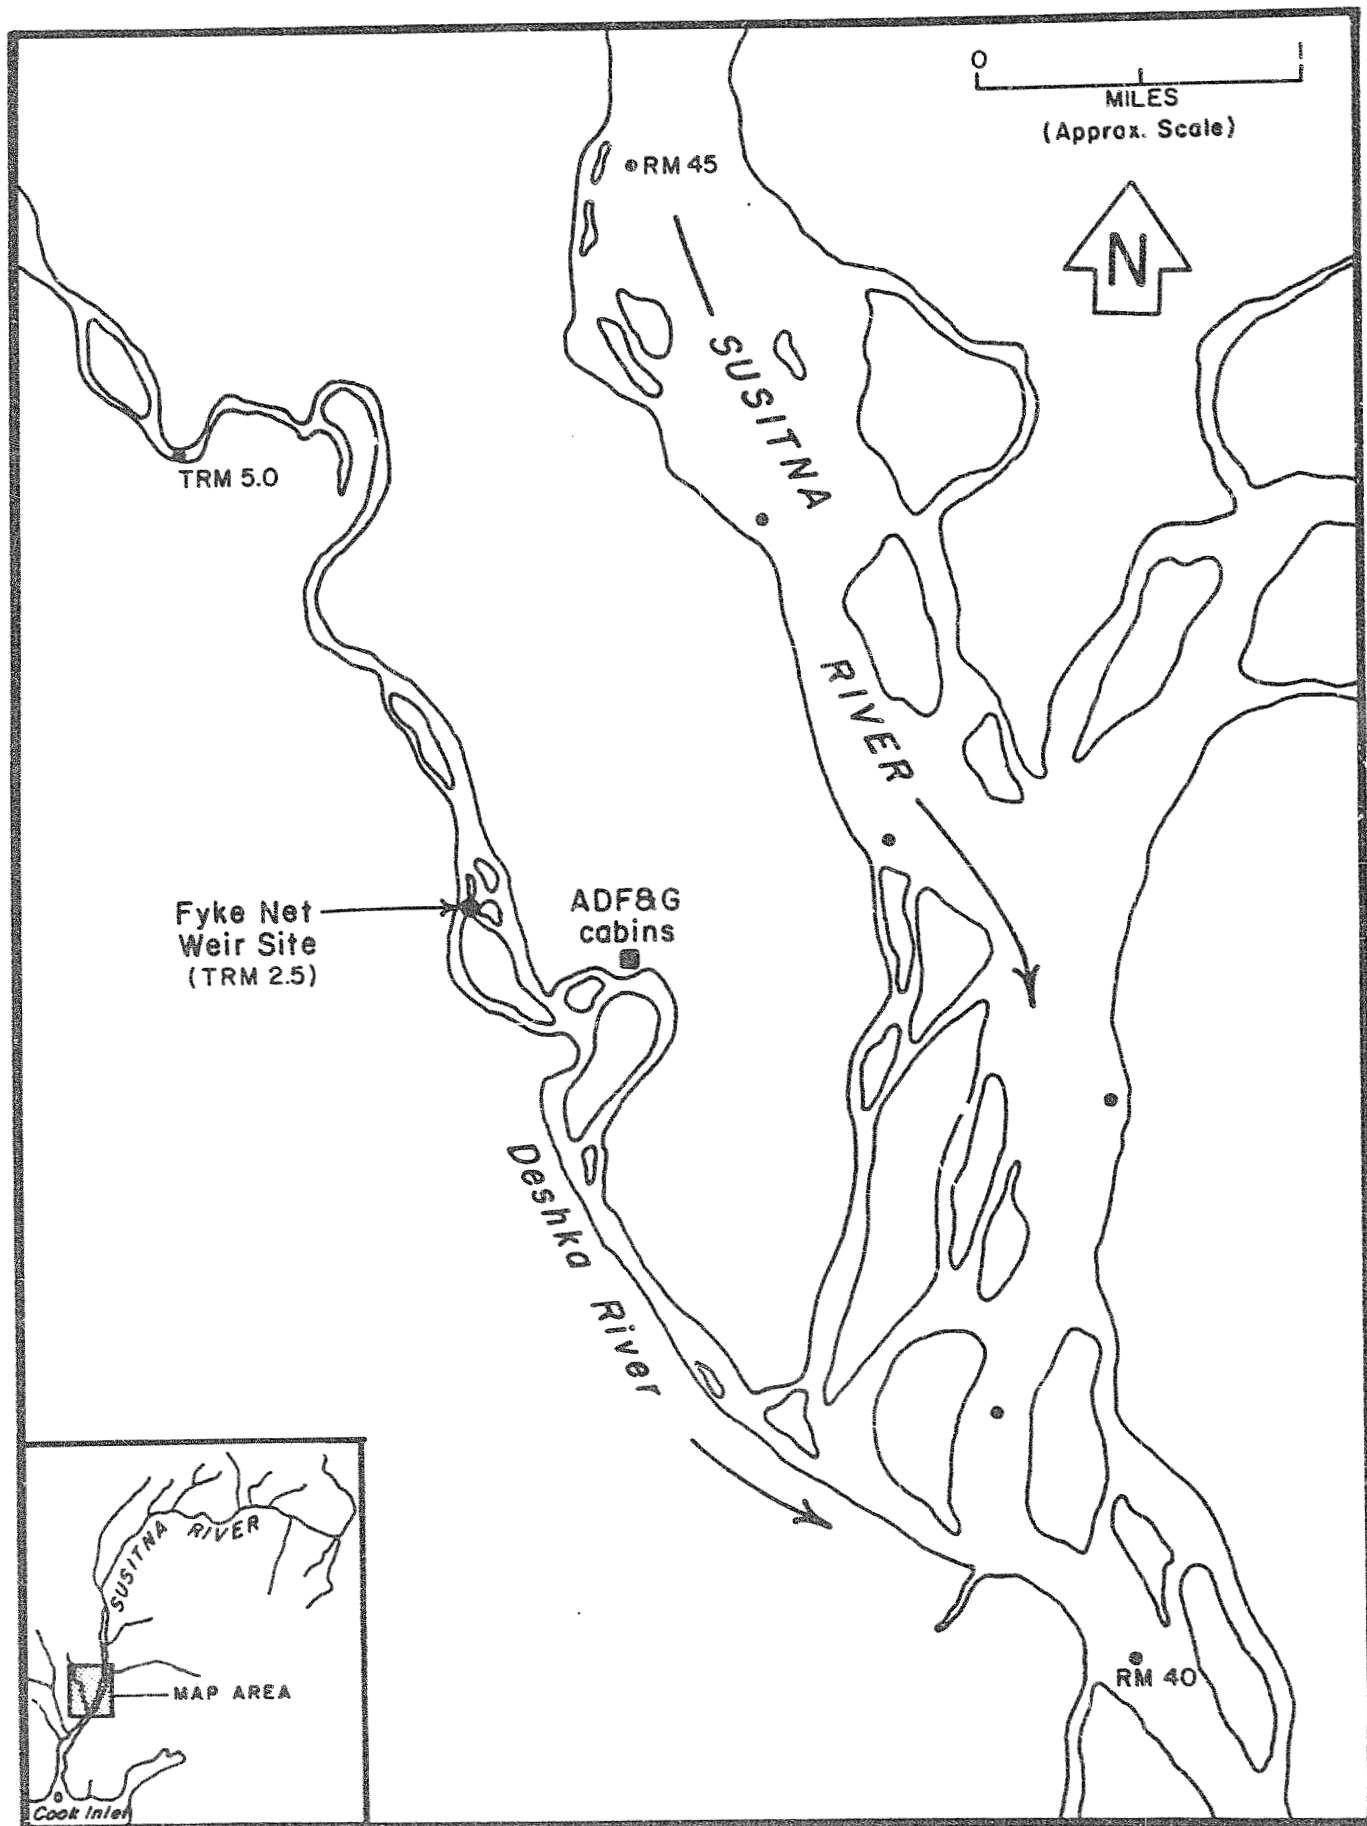 0 1
MILES
(Approx. Scale)
RM 45
N
SUSITNA
RIVER
TRM 5.0
Fyke Net
Weir Site
(TRM 2.5)
ADF&G
cabins
Deshka River
RM 40
SUSITNA RIVER
MAP AREA
Cook Inlet